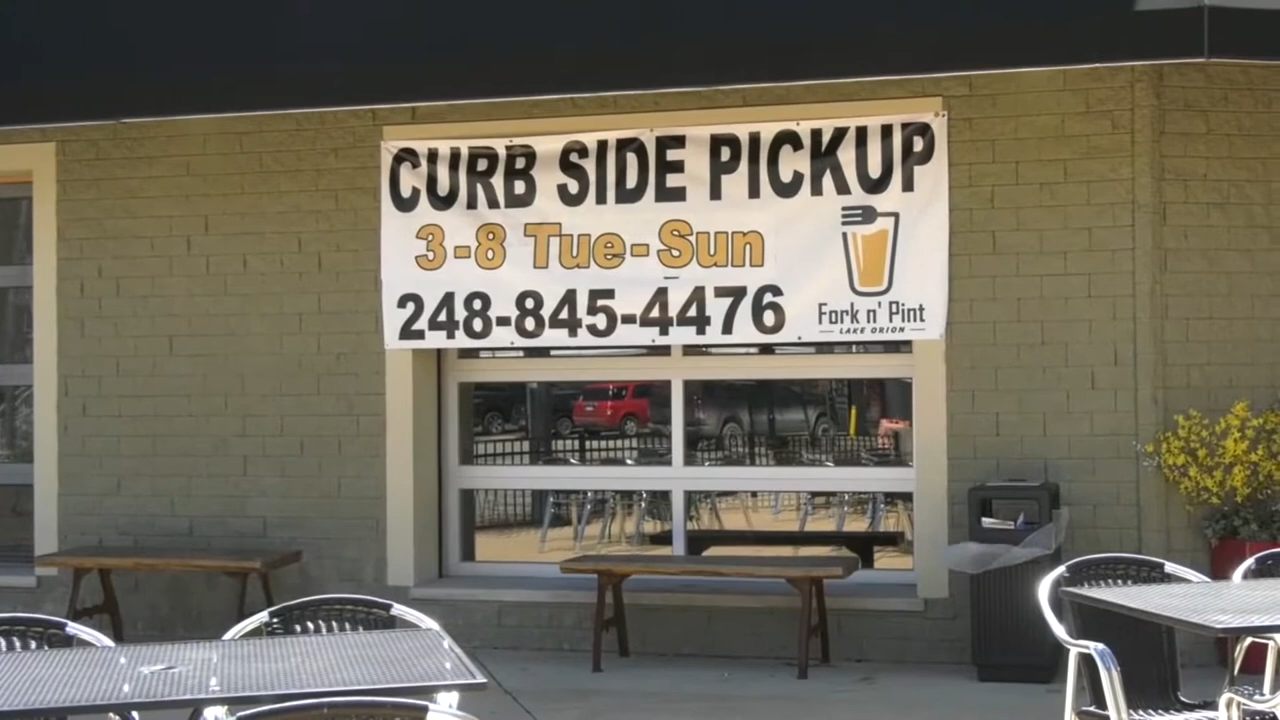 CURB SIDE PICKUP
3-8 Tue-Sun
248-845-4476
Fork n' Pint
LAKE ORION